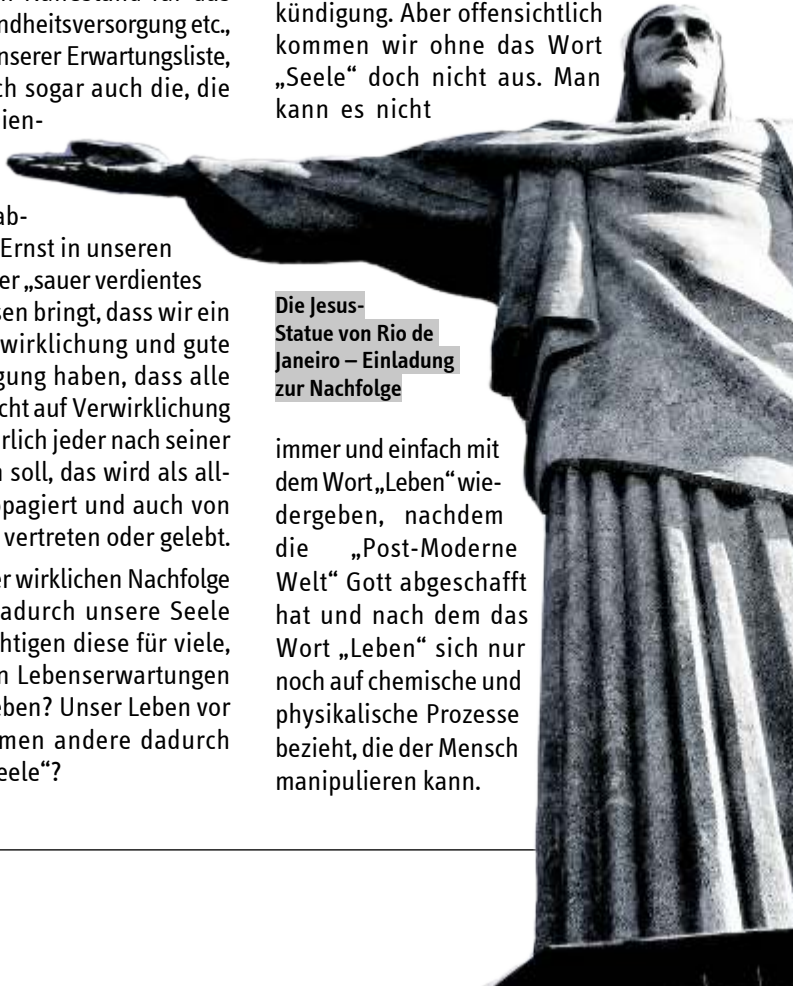 Ruhestand für das
ndheitsversorgung etc.,
nserer Erwartungsliste,
ch sogar auch die, die
ien-
ab-
Ernst in unseren
er „sauer verdientes
sen bringt, dass wir ein
wirklichung und gute
gung haben, dass alle
cht auf Verwirklichung
rlich jeder nach seiner
n soll, das wird als all-
pagiert und auch von
vertreten oder gelebt.
er wirklichen Nachfolge
adurch unsere Seele
htigen diese für viele,
n Lebenserwartungen
eben? Unser Leben vor
men andere dadurch
eele“?
kündigung. Aber offensichtlich
kommen wir ohne das Wort
„Seele“ doch nicht aus. Man
kann es nicht
Die Jesus-
Statue von Rio de
Janeiro – Einladung
zur Nachfolge
immer und einfach mit
dem Wort „Leben“ wie-
dergeben, nachdem
die „Post-Moderne
Welt“ Gott abgeschafft
hat und nach dem das
Wort „Leben“ sich nur
noch auf chemische und
physikalische Prozesse
bezieht, die der Mensch
manipulieren kann.